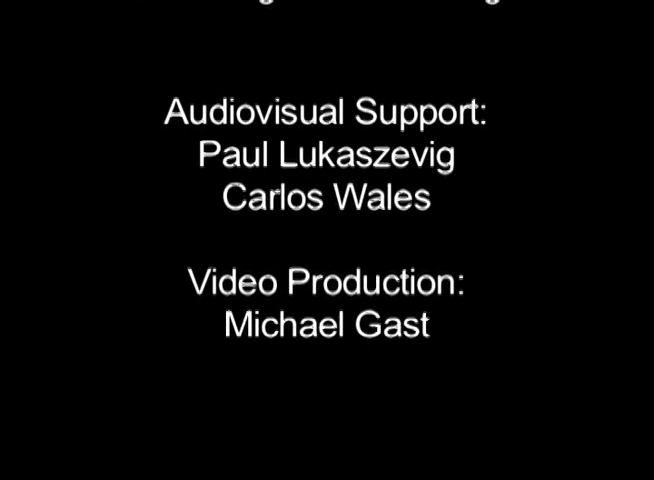 Audiovisual Support:
Paul Lukaszevig
Carlos Wales
Video Production:
Michael Gast